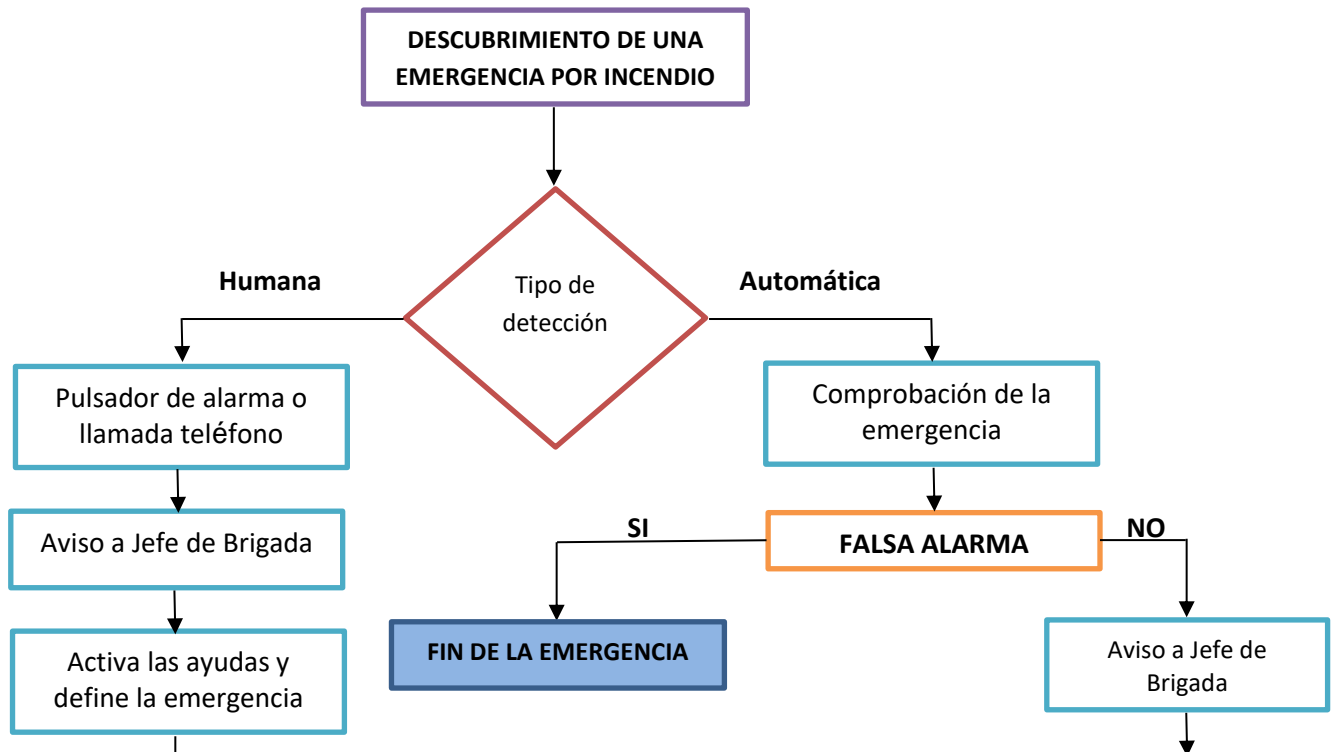 DESCUBRIMIENTO DE UNA
EMERGENCIA POR INCENDIO
Humana
Tipo de
detección
Automática
Pulsador de alarma o
llamada teléfono
Comprobación de la
emergencia
Aviso a Jefe de Brigada
SI
FALSA ALARMA
NO
Activa las ayudas y
define la emergencia
FIN DE LA EMERGENCIA
Aviso a Jefe de
Brigada